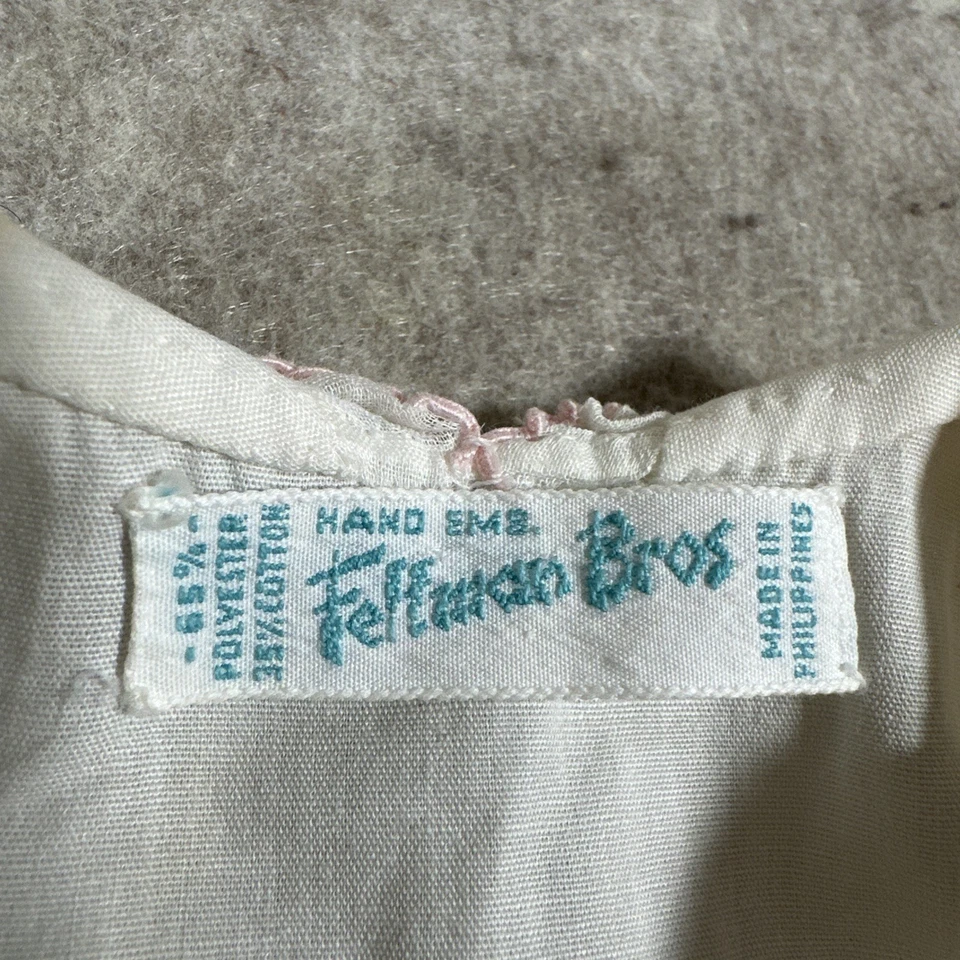 - 65% -
POLYESTER
35% COTTON
HAND EMB.
Feltman Bros
MADE IN
PHILIPPINES